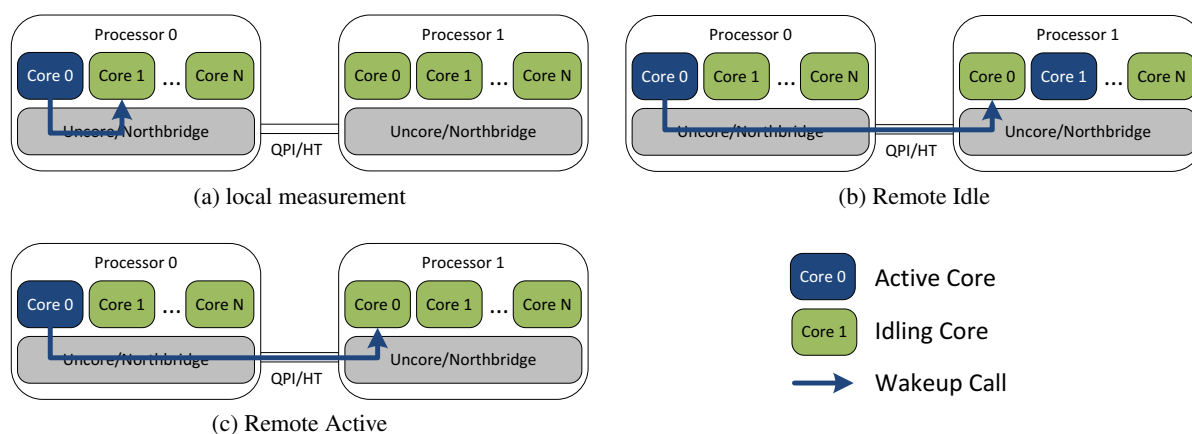 Processor 0
Core 0 Core 1 ... Core N
Uncore/Northbridge
QPI/HT
Processor 1
Core 0 Core 1 ... Core N
Uncore/Northbridge
(a) local measurement
Processor 0
Core 0 Core 1 ... Core N
Uncore/Northbridge
QPI/HT
Processor 1
Core 0 Core 1 ... Core N
Uncore/Northbridge
(b) Remote Idle
Processor 0
Core 0 Core 1 ... Core N
Uncore/Northbridge
QPI/HT
Processor 1
Core 0 Core 1 ... Core N
Uncore/Northbridge
(c) Remote Active
Core 0 Active Core
Core 1 Idling Core
Wakeup Call